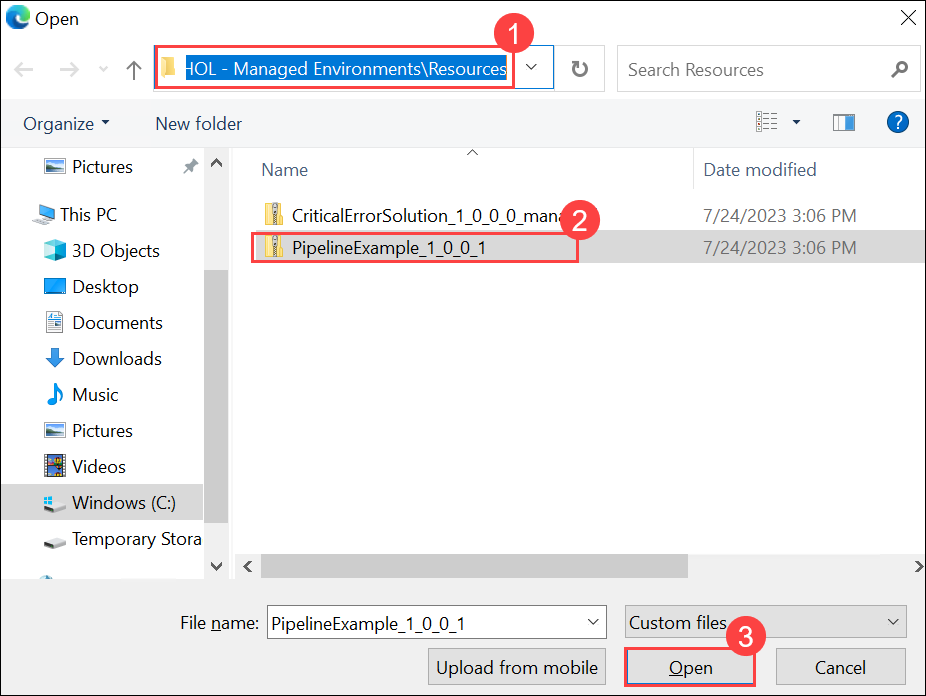 Open
1
HOL - Managed Environments\Resources
Search Resources
Organize
New folder
?
Name
Date modified
Pictures
This PC
3D Objects
Desktop
Documents
Downloads
Music
Pictures
Videos
Windows (C:)
Temporary Stora
CriticalErrorSolution_1_0_0_0_mana
7/24/2023 3:06 PM
2
PipelineExample_1_0_0_1
7/24/2023 3:06 PM
File name:
PipelineExample_1_0_0_1
Custom files
3
Upload from mobile
Open
Cancel